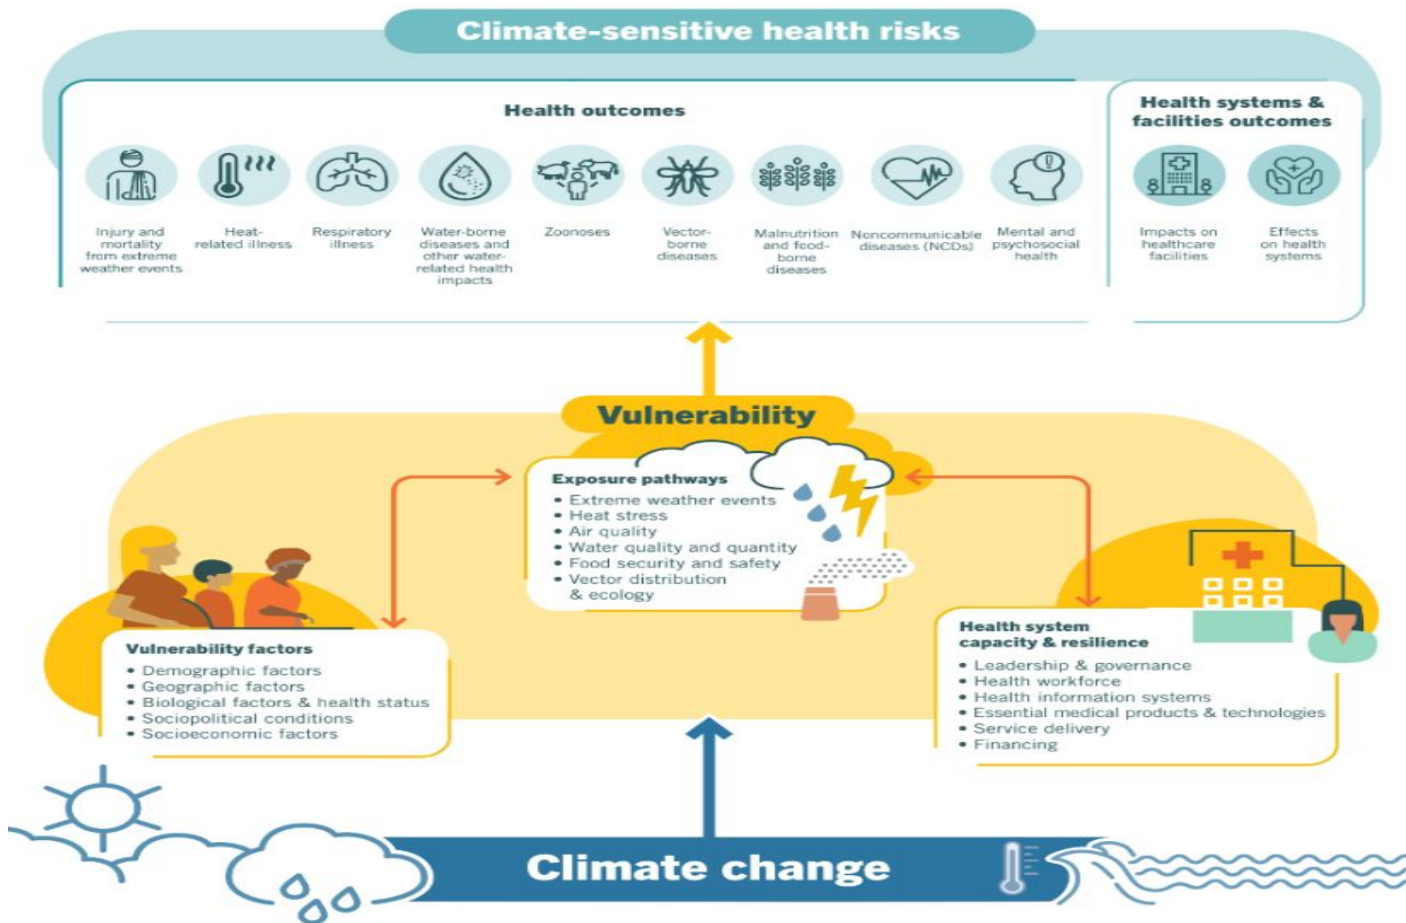 Climate-sensitive health risks
Health outcomes
Injury and
mortality
from extreme
weather events
Heat-
related illness
Respiratory
illness
Water-borne
diseases and
other water-
related health
impacts
Zoonoses
Vector-
borne
diseases
Malnutrition
and food-
borne
diseases
Noncommunicable
diseases (NCDs)
Mental and
psychosocial
health
Health systems &
facilities outcomes
Impacts on
healthcare
facilities
Effects
on health
systems
Vulnerability
Exposure pathways
• Extreme weather events
• Heat stress
• Air quality
• Water quality and quantity
• Food security and safety
• Vector distribution
& ecology
Vulnerability factors
• Demographic factors
• Geographic factors
• Biological factors & health status
• Sociopolitical conditions
• Socioeconomic factors
Health system
capacity & resilience
• Leadership & governance
• Health workforce
• Health information systems
• Essential medical products & technologies
• Service delivery
• Financing
Climate change